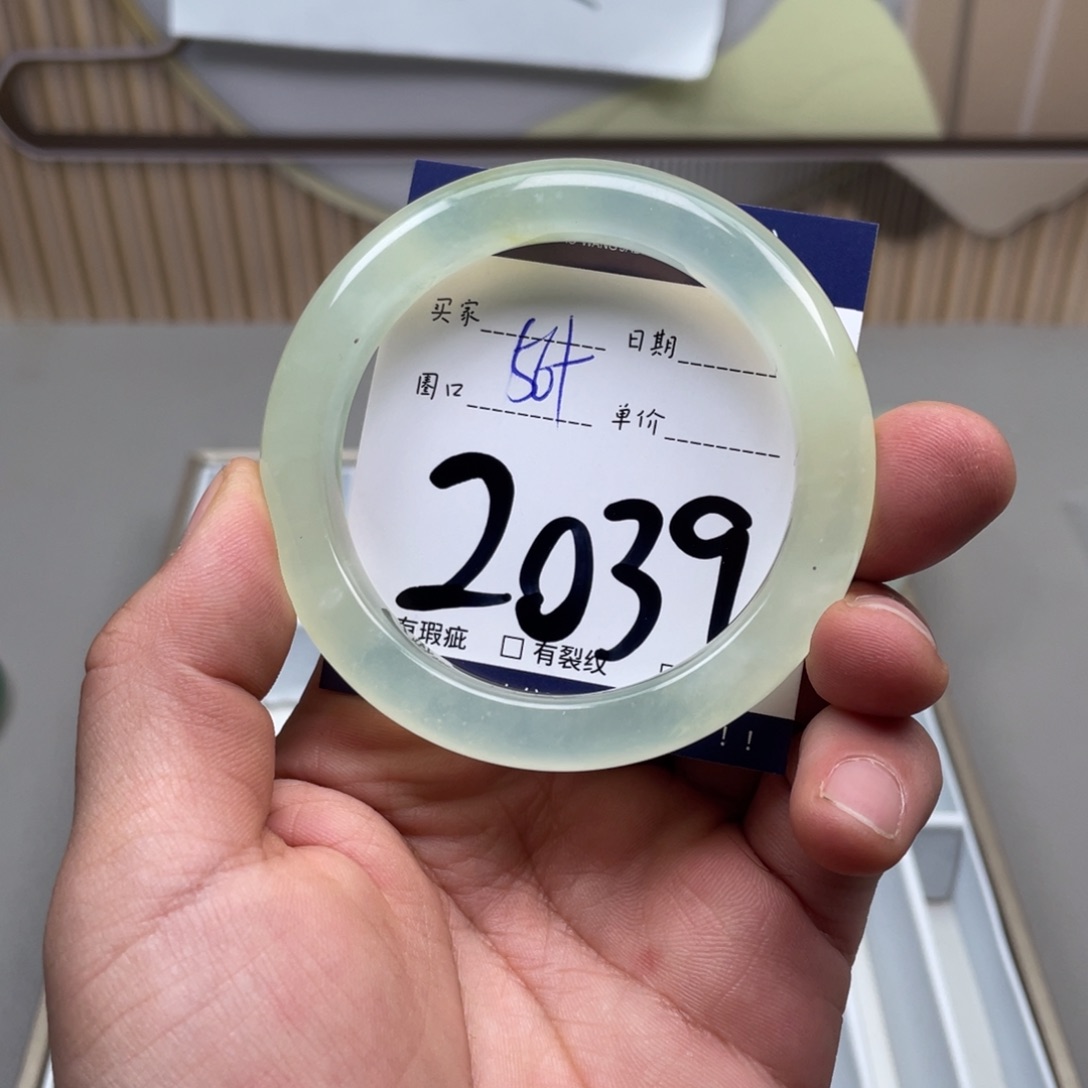 买家 日期
圈口 56+ 单价
2039
有瑕疵 □ 有裂纹
！！